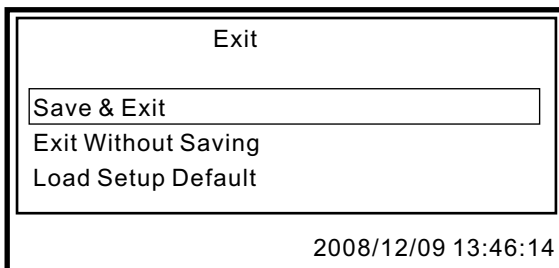 Exit
Save & Exit
Exit Without Saving
Load Setup Default
2008/12/09 13:46:14